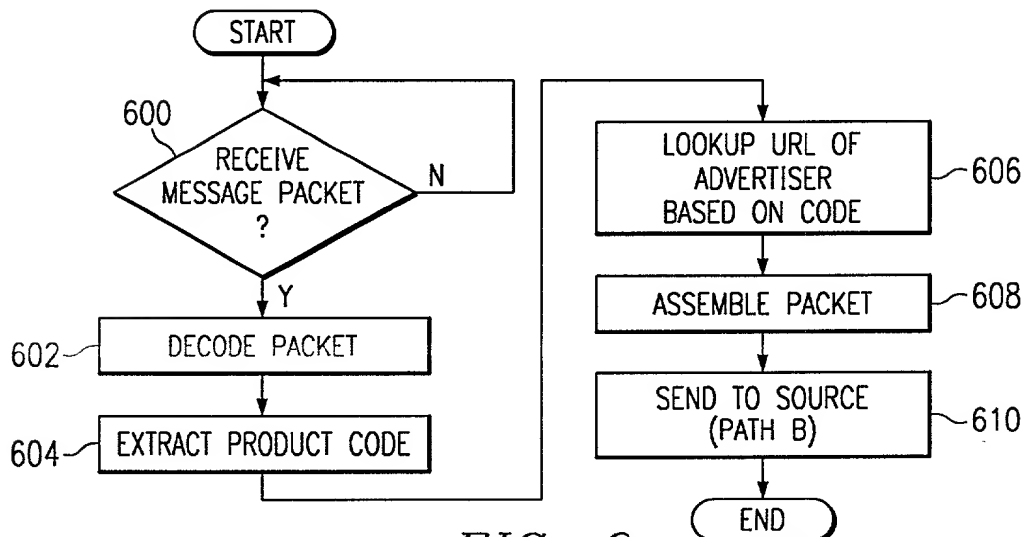 START
600
RECEIVE
MESSAGE PACKET
?
N
Y
602
DECODE PACKET
604
EXTRACT PRODUCT CODE
LOOKUP URL OF
ADVERTISER
BASED ON CODE
606
ASSEMBLE PACKET
608
SEND TO SOURCE
(PATH B)
610
END